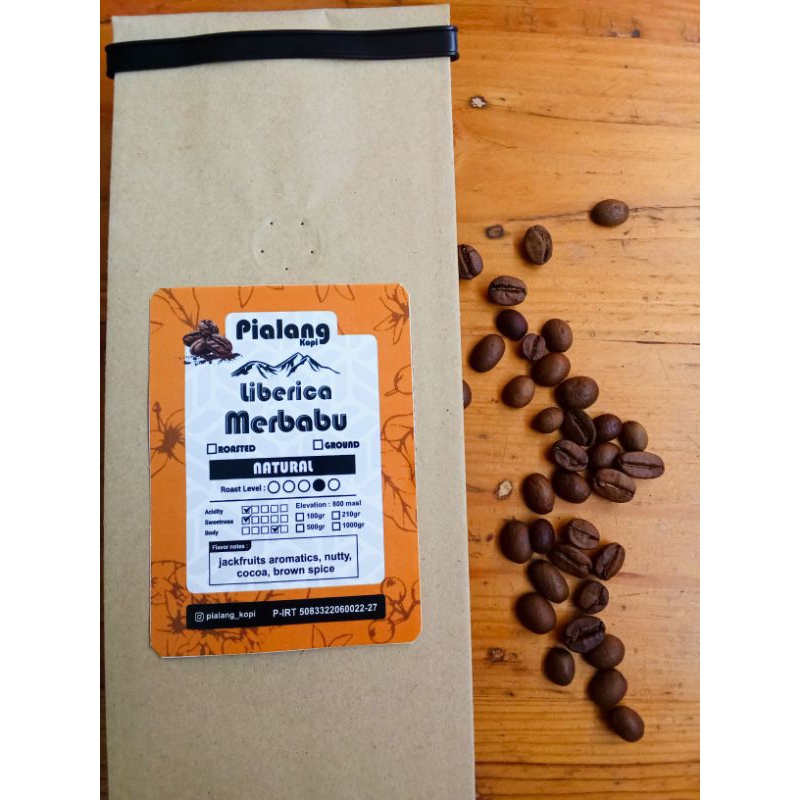 Pialang
Kopi
Liberica
Merbabu
ROASTED GROUND
NATURAL
Roast Level :
Acidity
Sweetness
Body
Elevation : 800 masl
100gr 210gr
500gr 1000gr
Flavor notes :
jackfruits aromatics, nutty,
cocoa, brown spice
pialang_kopi P-IRT 5083322060022-27